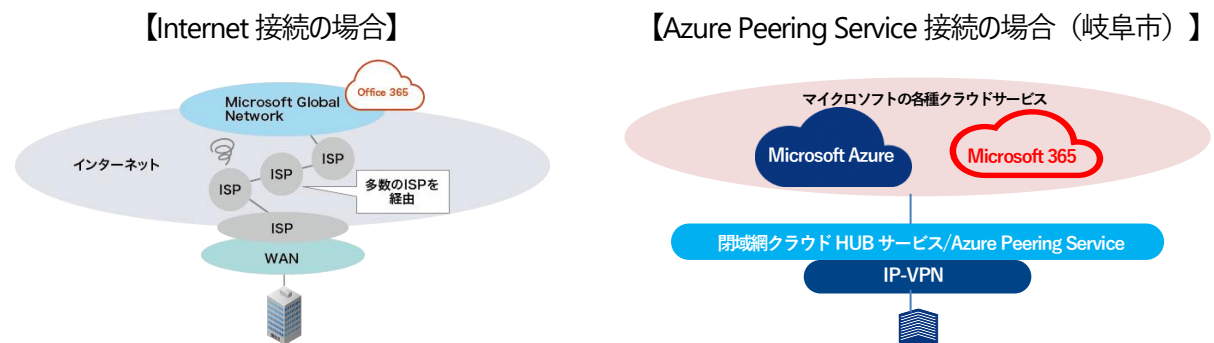 【Internet 接続の場合】
Office 365
Microsoft Global
Network
インターネット
ISP
ISP
ISP
多数のISPを
経由
ISP
WAN
【Azure Peering Service 接続の場合（岐阜市）】
マイクロソフトの各種クラウドサービス
Microsoft Azure
Microsoft 365
閉域網クラウド HUB サービス/Azure Peering Service
IP-VPN